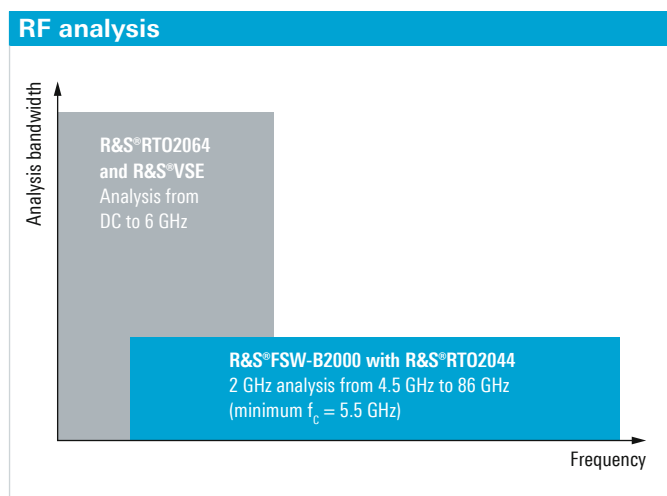 RF analysis
Analysis bandwidth
R&S®RTO2064
and R&S®VSE
Analysis from
DC to 6 GHz
R&S®FSW-B2000 with R&S®RTO2044
2 GHz analysis from 4.5 GHz to 86 GHz
(minimum fC = 5.5 GHz)
Frequency